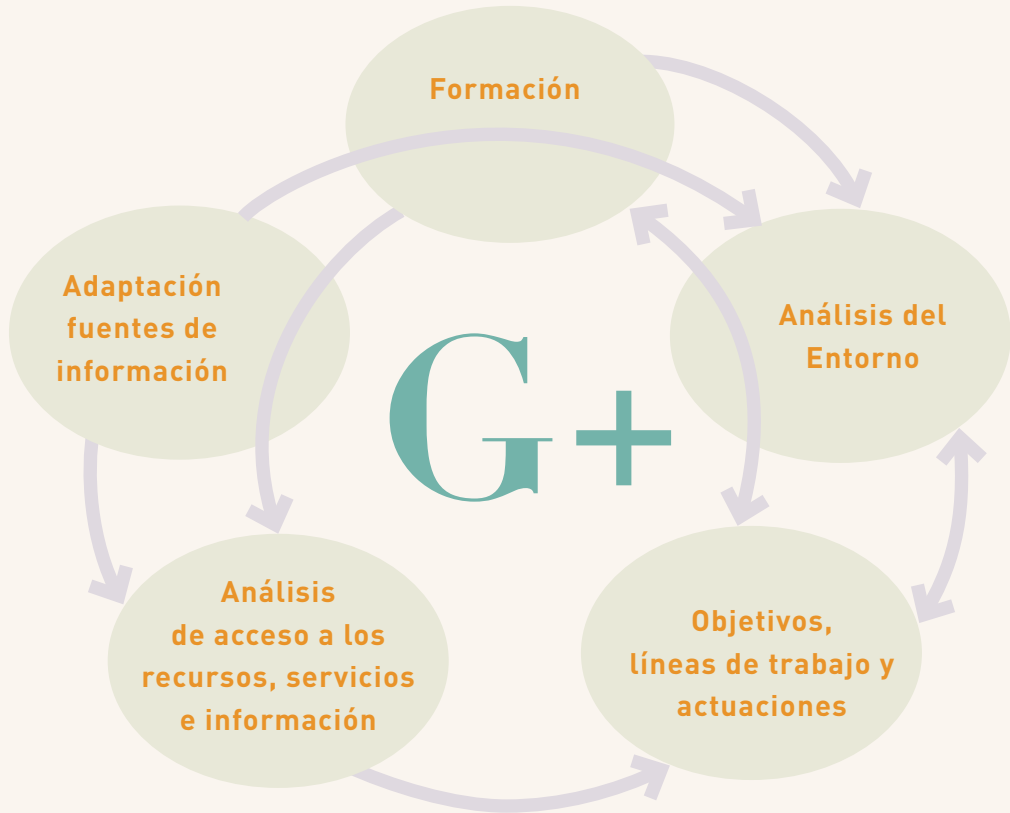 Formación
Adaptación
fuentes de
información
Análisis del
Entorno
G+
Análisis
de acceso a los
recursos, servicios
e información
Objetivos,
líneas de trabajo y
actuaciones